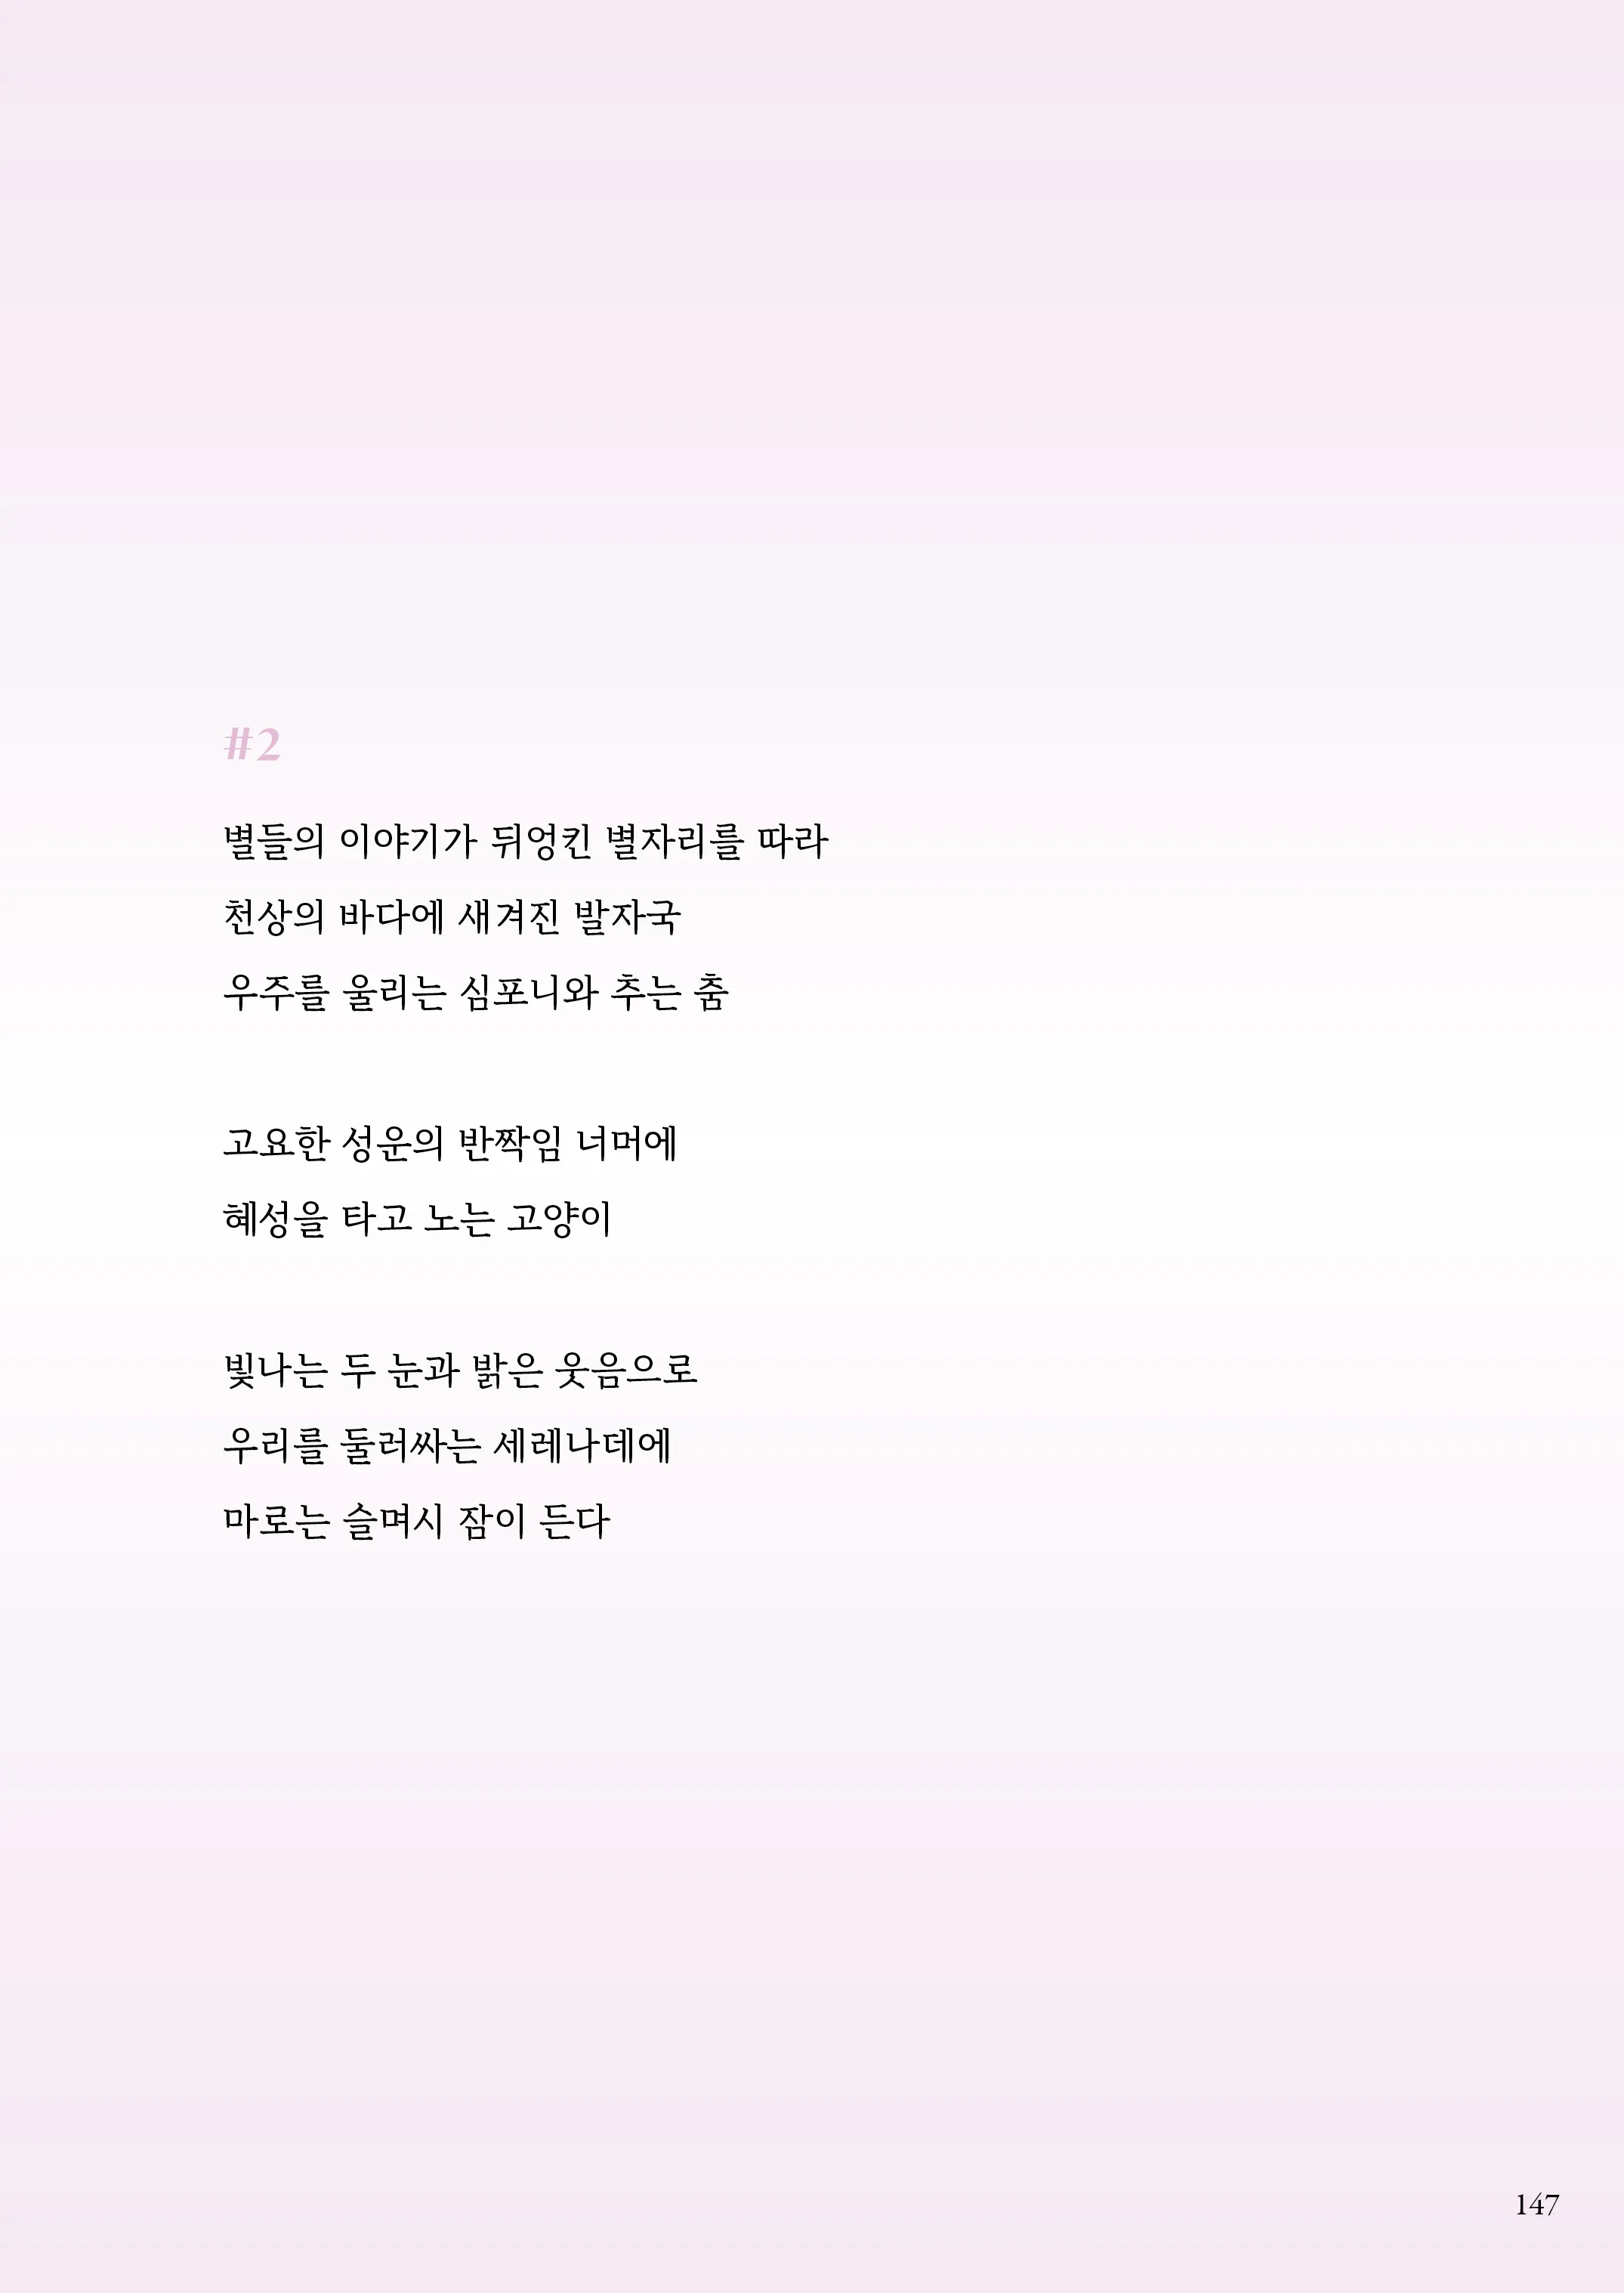 #2
별들의 이야기가 뒤엉킨 별자리를 따라
천상의 바다에 새겨진 발자국
우주를 울리는 심포니와 추는 춤
고요한 성운의 반짝임 너머에
혜성을 타고 노는 고양이
빛나는 두 눈과 밝은 웃음으로
우리를 둘러싸는 세레나데에
마로는 슬며시 잠이 든다
147